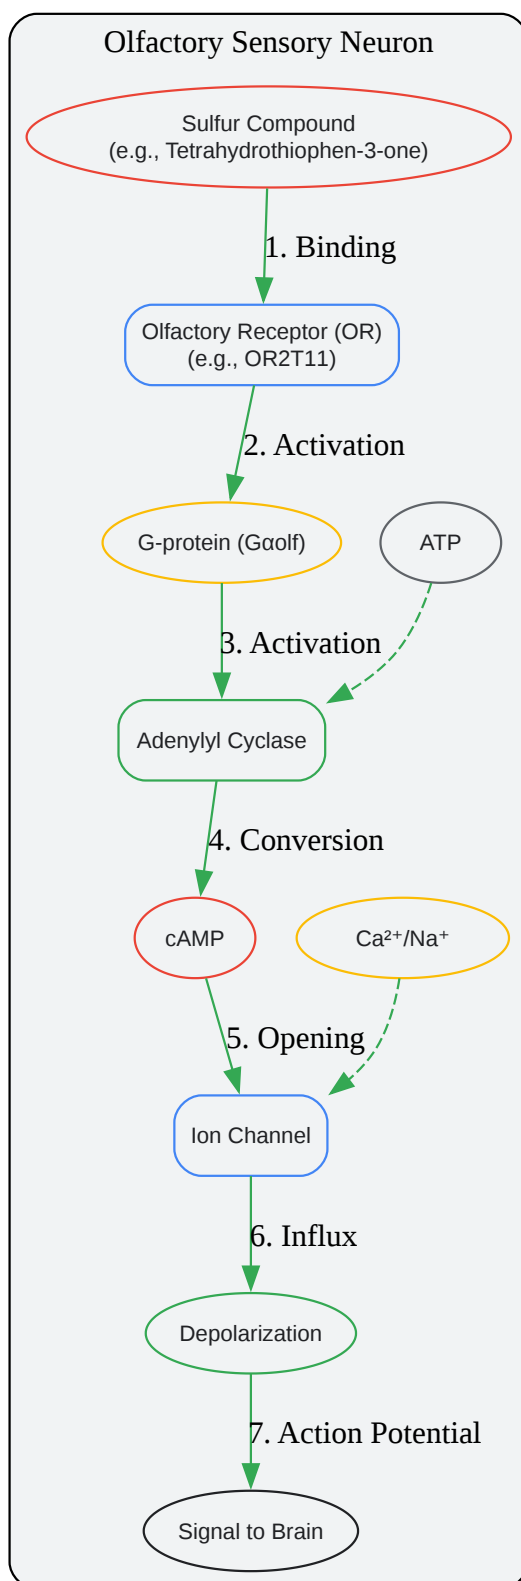 Olfactory Sensory Neuron
Sulfur Compound
(e.g., Tetrahydrothiophen-3-one)
1. Binding
Olfactory Receptor (OR)
(e.g., OR2T11)
2. Activation
G-protein (Gαolf)
ATP
3. Activation
Adenylyl Cyclase
4. Conversion
cAMP
Ca²⁺/Na⁺
5. Opening
Ion Channel
6. Influx
Depolarization
7. Action Potential
Signal to Brain